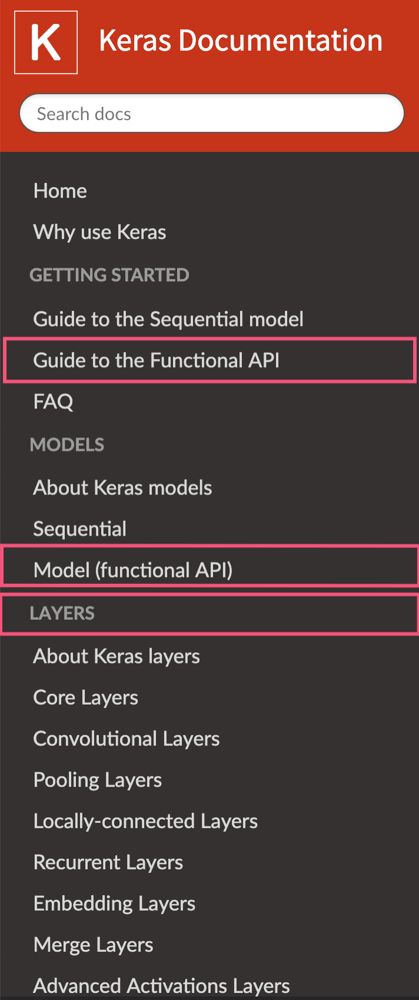 K
Keras Documentation
Search docs
Home
Why use Keras
GETTING STARTED
Guide to the Sequential model
Guide to the Functional API
FAQ
MODELS
About Keras models
Sequential
Model (functional API)
LAYERS
About Keras layers
Core Layers
Convolutional Layers
Pooling Layers
Locally-connected Layers
Recurrent Layers
Embedding Layers
Merge Layers
Advanced Activations Layers